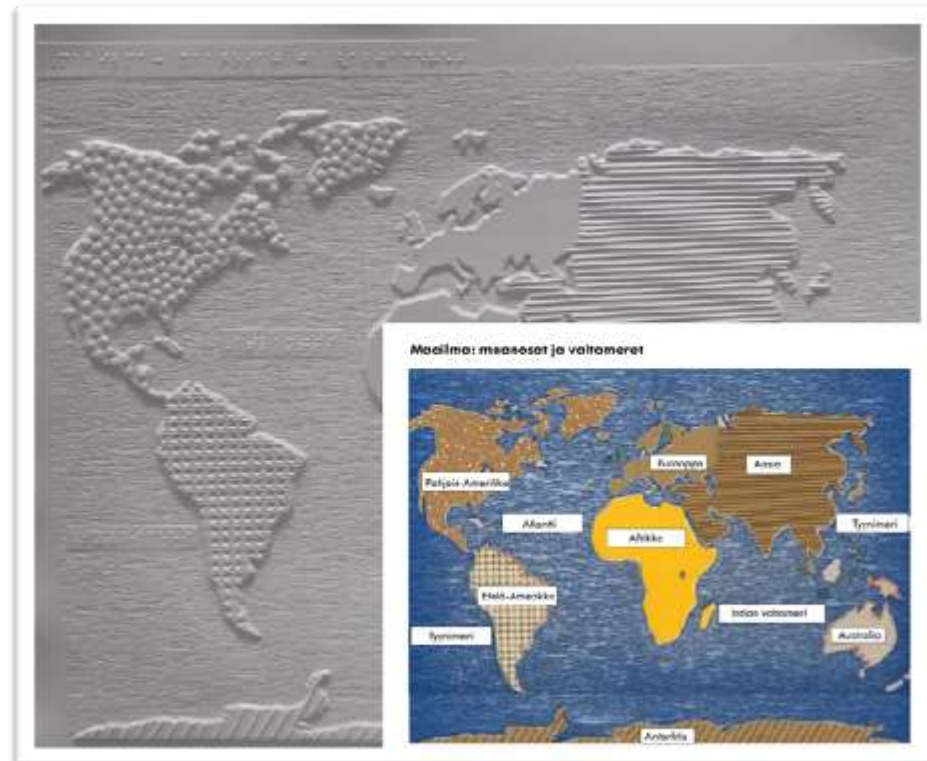 Maailma: maanosat ja valtameret
Eurooppa
Aasia
Pohjois-Amerikka
Atlantti
Tyynimeri
Afrikka
Etelä-Amerikka
Intian valtameri
Tyynimeri
Australia
Antarktis